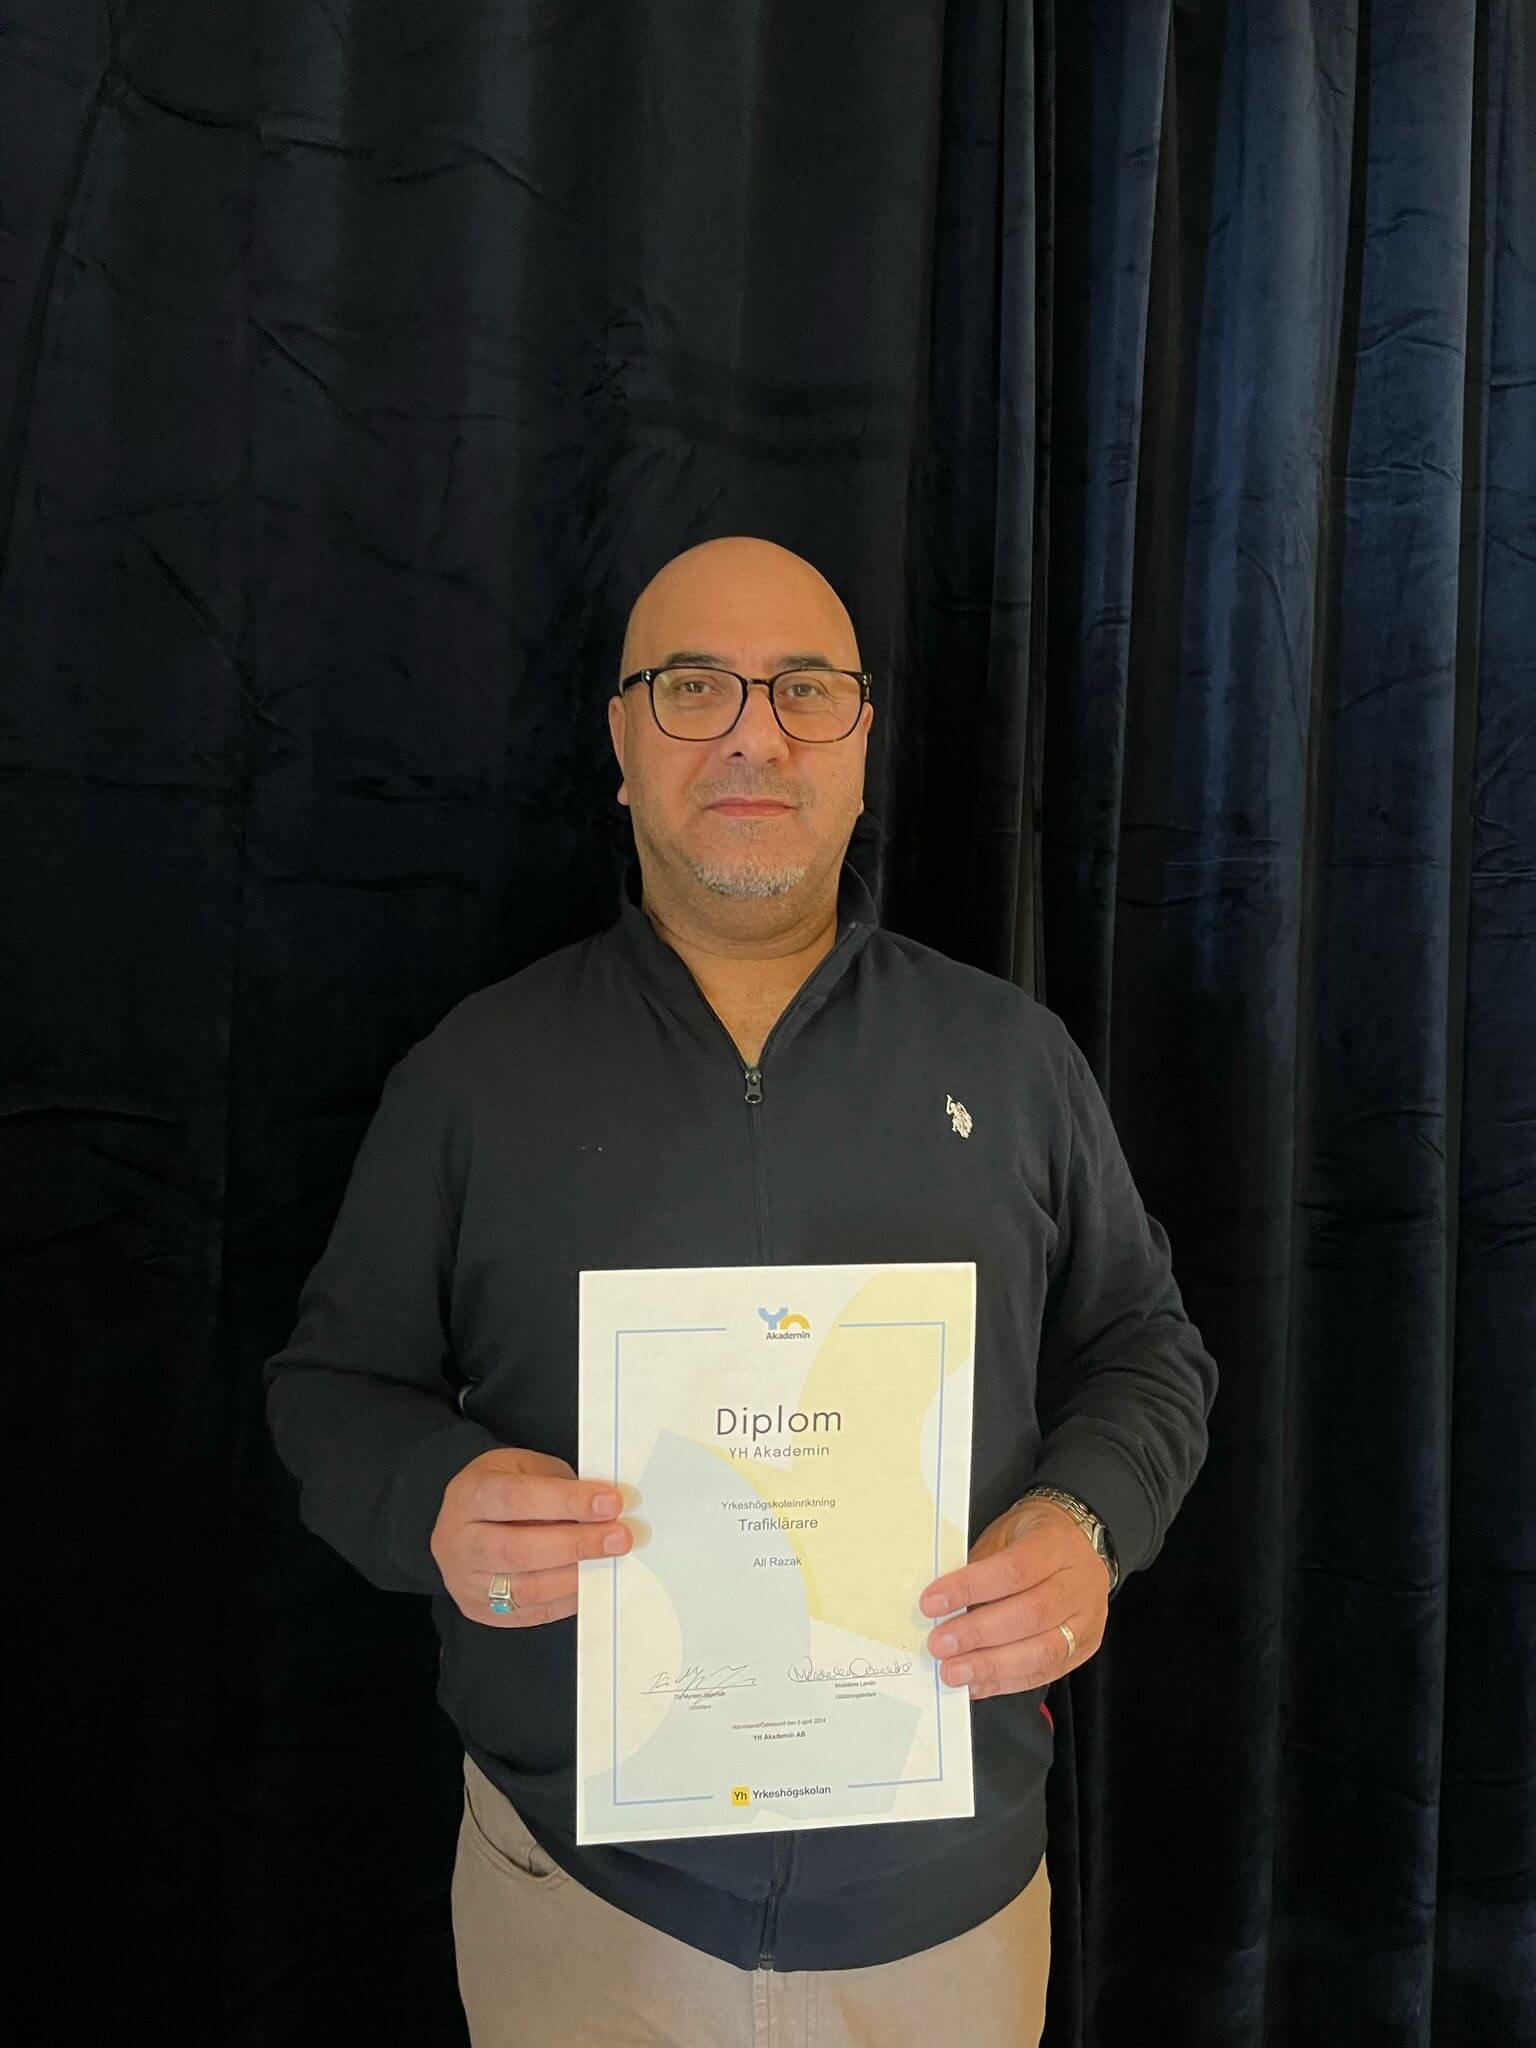 Yh
Akademin
Diplom
YH Akademin
Yrkeshögskoleinriktning
Trafiklärare
Ali Razak
Madelene Landin
Utbildare
Utbildningsledare
Härnösand/Östersund den 5 april 2024
YH Akademin AB
Yh Yrkeshögskolan